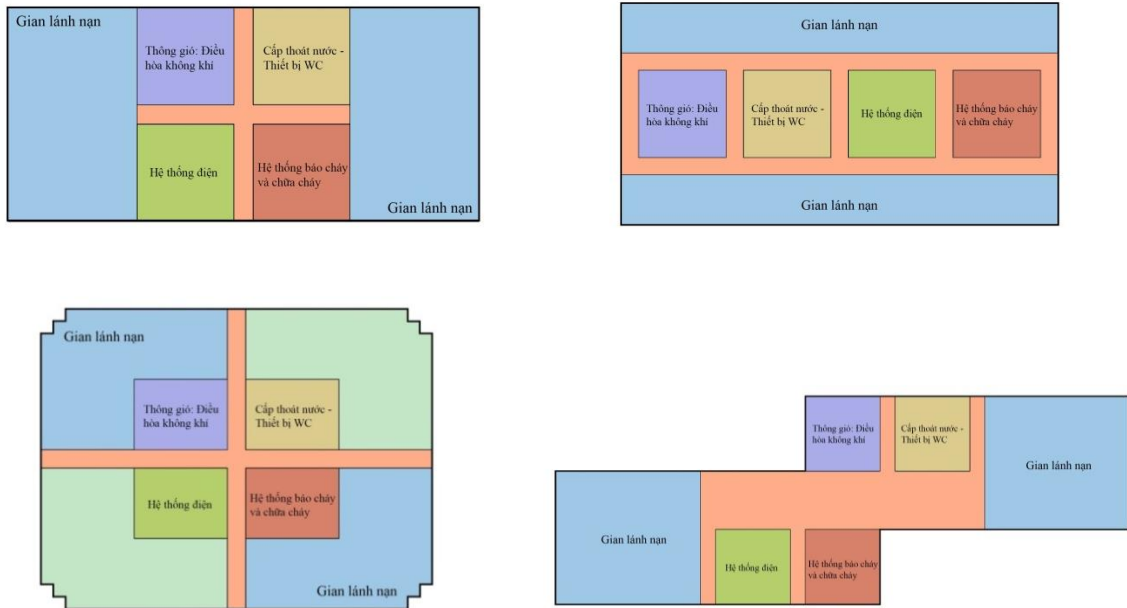 Gian lánh nạn
Thông gió: Điều
hòa không khí
Cấp thoát nước -
Thiết bị WC
Hệ thống điện
Hệ thống báo cháy
và chữa cháy
Gian lánh nạn
Gian lánh nạn
Thông gió: Điều
hòa không khí
Cấp thoát nước -
Thiết bị WC
Hệ thống điện
Hệ thống báo cháy
và chữa cháy
Gian lánh nạn
Gian lánh nạn
Thông gió: Điều
hòa không khí
Cấp thoát nước -
Thiết bị WC
Hệ thống điện
Hệ thống báo cháy
và chữa cháy
Gian lánh nạn
Thông gió: Điều
hòa không khí
Cấp thoát nước -
Thiết bị WC
Gian lánh nạn
Gian lánh nạn
Hệ thống điện
Hệ thống báo cháy
và chữa cháy